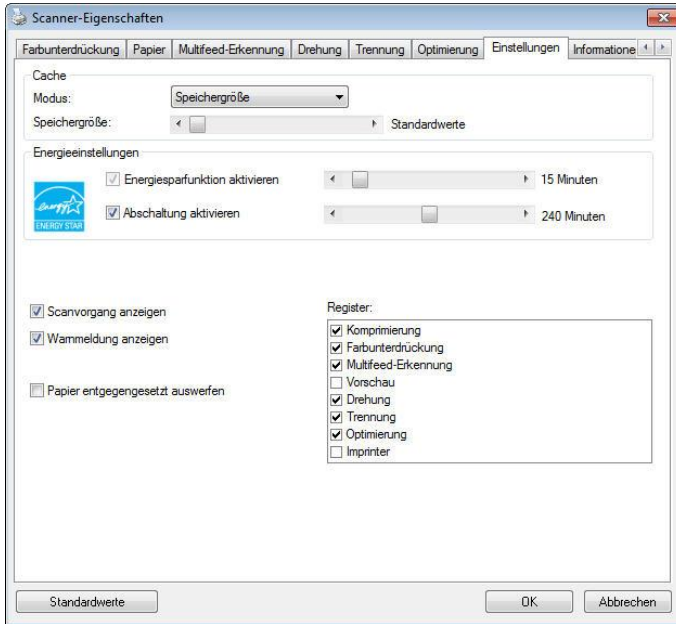 Scanner-Eigenschaften
Farbunterdrückung Papier Multifeed-Erkennung Drehung Trennung Optimierung Einstellungen Informatione
Cache
Modus: Speichergröße
Speichergröße: Standardwerte
Energieeinstellungen
Energiesparfunktion aktivieren 15 Minuten
Abschaltung aktivieren 240 Minuten
energy
ENERGY STAR
Scanvorgang anzeigen
Warnmeldung anzeigen
Papier entgegengesetzt auswerfen
Register:
Komprimierung
Farbunterdrückung
Multifeed-Erkennung
Vorschau
Drehung
Trennung
Optimierung
Imprinter
Standardwerte OK Abbrechen